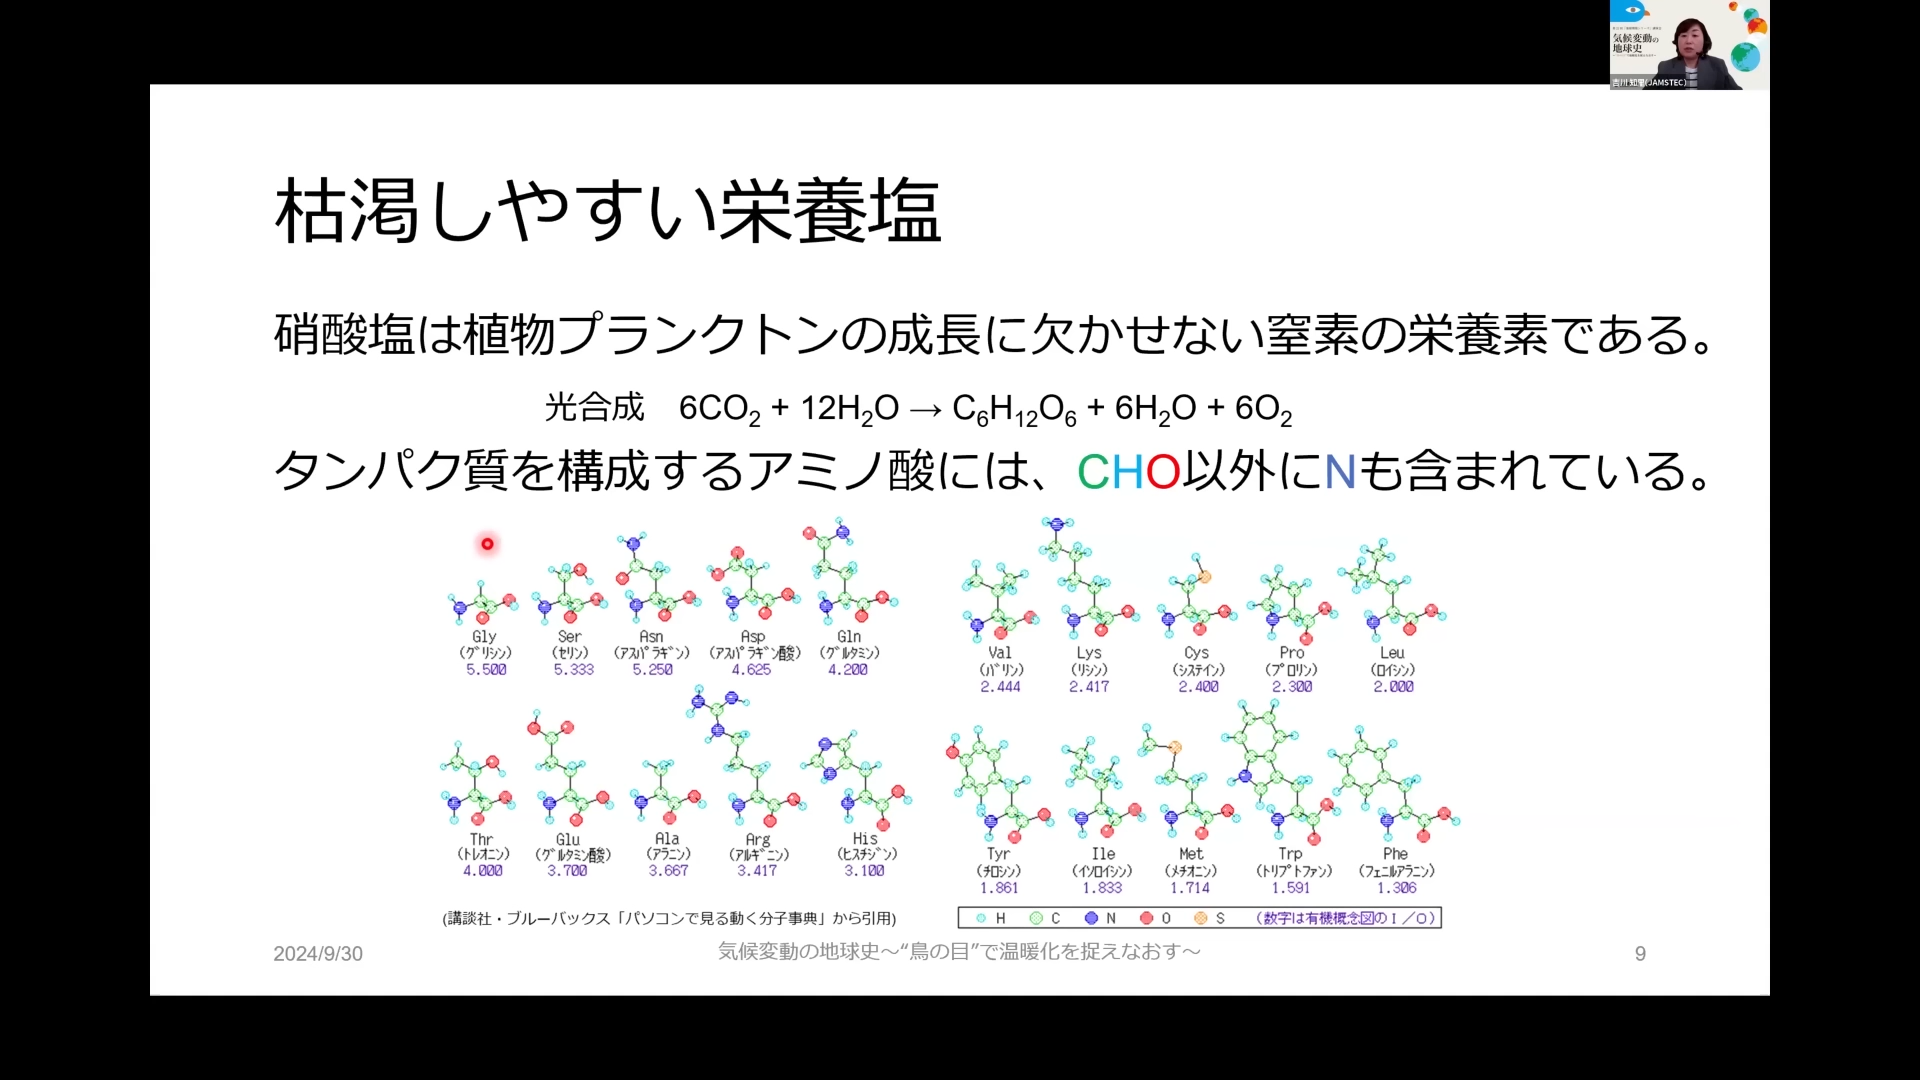 気候変動の
地球史
吉川 知里(JAMSTEC)
枯渇しやすい栄養塩
硝酸塩は植物プランクトンの成長に欠かせない窒素の栄養素である。
光合成 6CO2 + 12H2O → C6H12O6 + 6H2O + 6O2
タンパク質を構成するアミノ酸には、CHO以外にNも含まれている。
Gly Ser Asn Asp Gln
(グリシン) (セリン) (アスパラギン) (アスパラギン酸) (グルタミン)
5.500 5.333 5.250 4.625 4.200
Val Lys Cys Pro Leu
(バリン) (リシン) (システイン) (プロリン) (ロイシン)
2.444 2.417 2.400 2.300 2.000
Thr Glu Ala Arg His
(トレオニン) (グルタミン酸) (アラニン) (アルギニン) (ヒスチジン)
4.000 3.700 3.667 3.417 3.100
Tyr Ile Met Trp Phe
(チロシン) (イソロイシン) (メチオニン) (トリプトファン) (フェニルアラニン)
1.861 1.833 1.714 1.591 1.306
(講談社・ブルーバックス「パソコンで見る動く分子事典」から引用)
H C N O S (数字は有機概念図のI/O)
2024/9/30
気候変動の地球史～“鳥の目”で温暖化を捉えなおす～
9